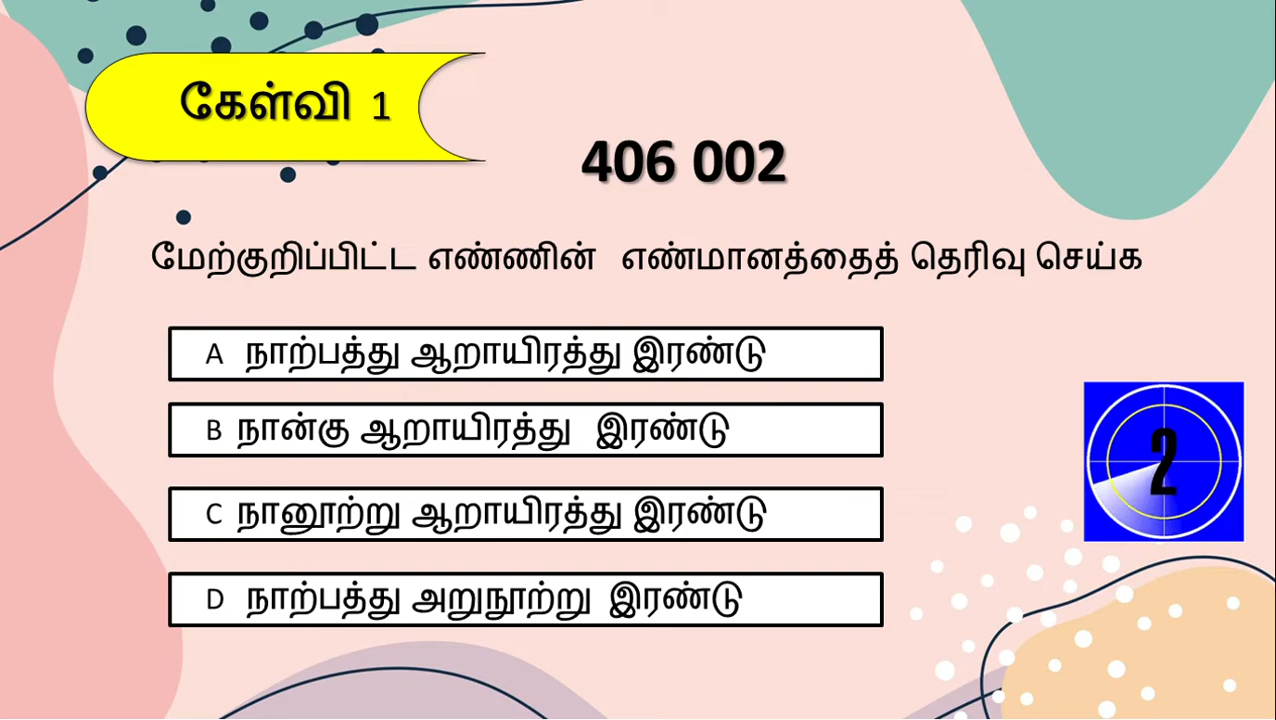 கேள்வி 1
406 002
மேற்குறிப்பிட்ட எண்ணின் எண்மானத்தைத் தெரிவு செய்க
A நாற்பத்து ஆறாயிரத்து இரண்டு
B நான்கு ஆறாயிரத்து இரண்டு
2
C நானூற்று ஆறாயிரத்து இரண்டு
D நாற்பத்து அறுநூற்று இரண்டு